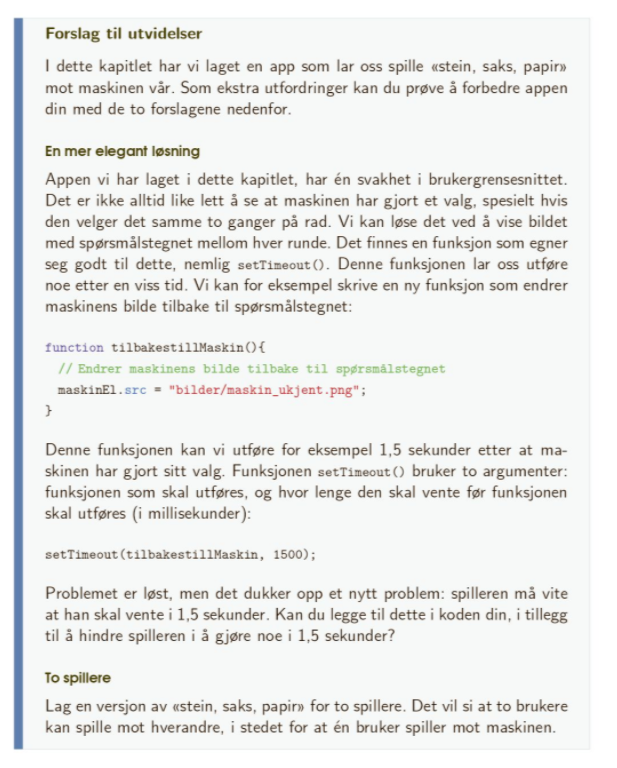 Forslag til utvidelser
I dette kapitlet har vi laget en app som lar oss spille «stein, saks, papir»
mot maskinen vår. Som ekstra utfordringer kan du prøve å forbedre appen
din med de to forslagene nedenfor.
En mer elegant løsning
Appen vi har laget i dette kapitlet, har én svakhet i brukergrensesnittet.
Det er ikke alltid like lett å se at maskinen har gjort et valg, spesielt hvis
den velger det samme to ganger på rad. Vi kan løse det ved å vise bildet
med spørsmålstegnet mellom hver runde. Det finnes en funksjon som egner
seg godt til dette, nemlig setTimeout(). Denne funksjonen lar oss utføre
noe etter en viss tid. Vi kan for eksempel skrive en ny funksjon som endrer
maskinens bilde tilbake til spørsmålstegnet:
function tilbakestillMaskin(){
  // Endrer maskinens bilde tilbake til spørsmålstegnet
  maskinEl.src = "bilder/maskin_ukjent.png";
}
Denne funksjonen kan vi utføre for eksempel 1,5 sekunder etter at ma-
skinen har gjort sitt valg. Funksjonen setTimeout() bruker to argumenter:
funksjonen som skal utføres, og hvor lenge den skal vente før funksjonen
skal utføres (i millisekunder):
setTimeout(tilbakestillMaskin, 1500);
Problemet er løst, men det dukker opp et nytt problem: spilleren må vite
at han skal vente i 1,5 sekunder. Kan du legge til dette i koden din, i tillegg
til å hindre spilleren i å gjøre noe i 1,5 sekunder?
To spillere
Lag en versjon av «stein, saks, papir» for to spillere. Det vil si at to brukere
kan spille mot hverandre, i stedet for at én bruker spiller mot maskinen.